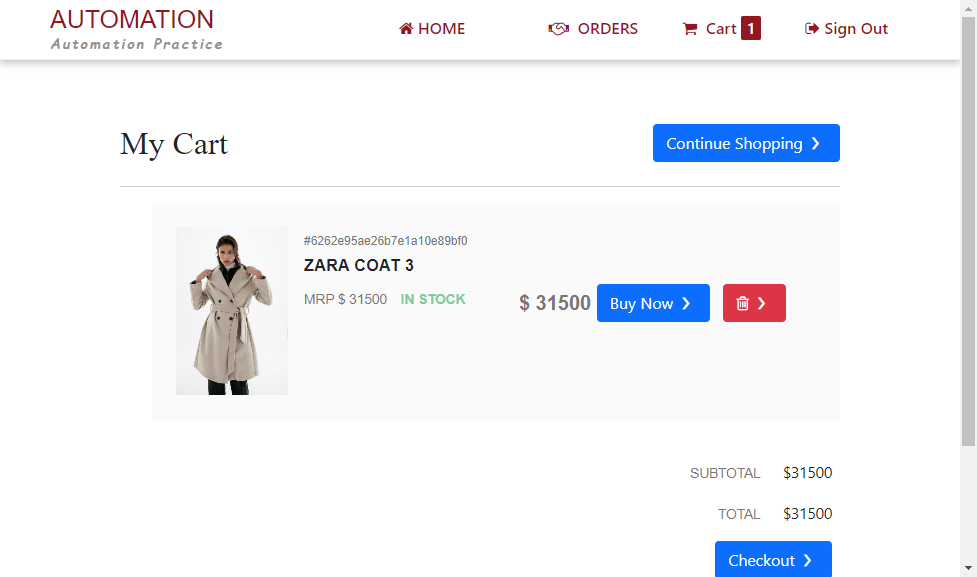 AUTOMATION
Automation Practice
HOME
ORDERS
Cart 1
Sign Out
My Cart
Continue Shopping
#6262e95ae26b7e1a10e89bf0
ZARA COAT 3
MRP $ 31500 IN STOCK
$ 31500
Buy Now
SUBTOTAL $31500
TOTAL $31500
Checkout